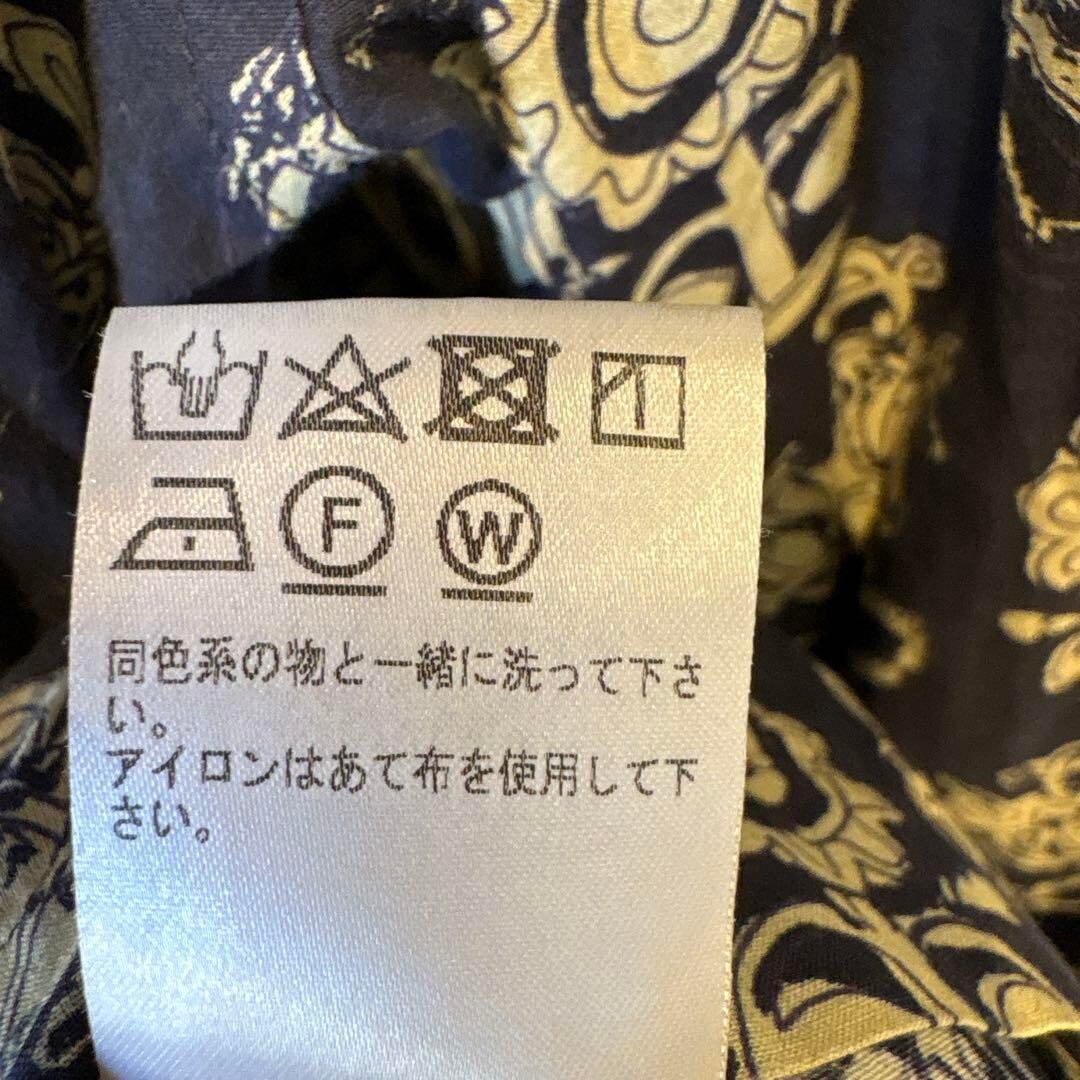 F W
同色系の物と一緒に洗って下さ
い。
アイロンはあて布を使用して下
さい。